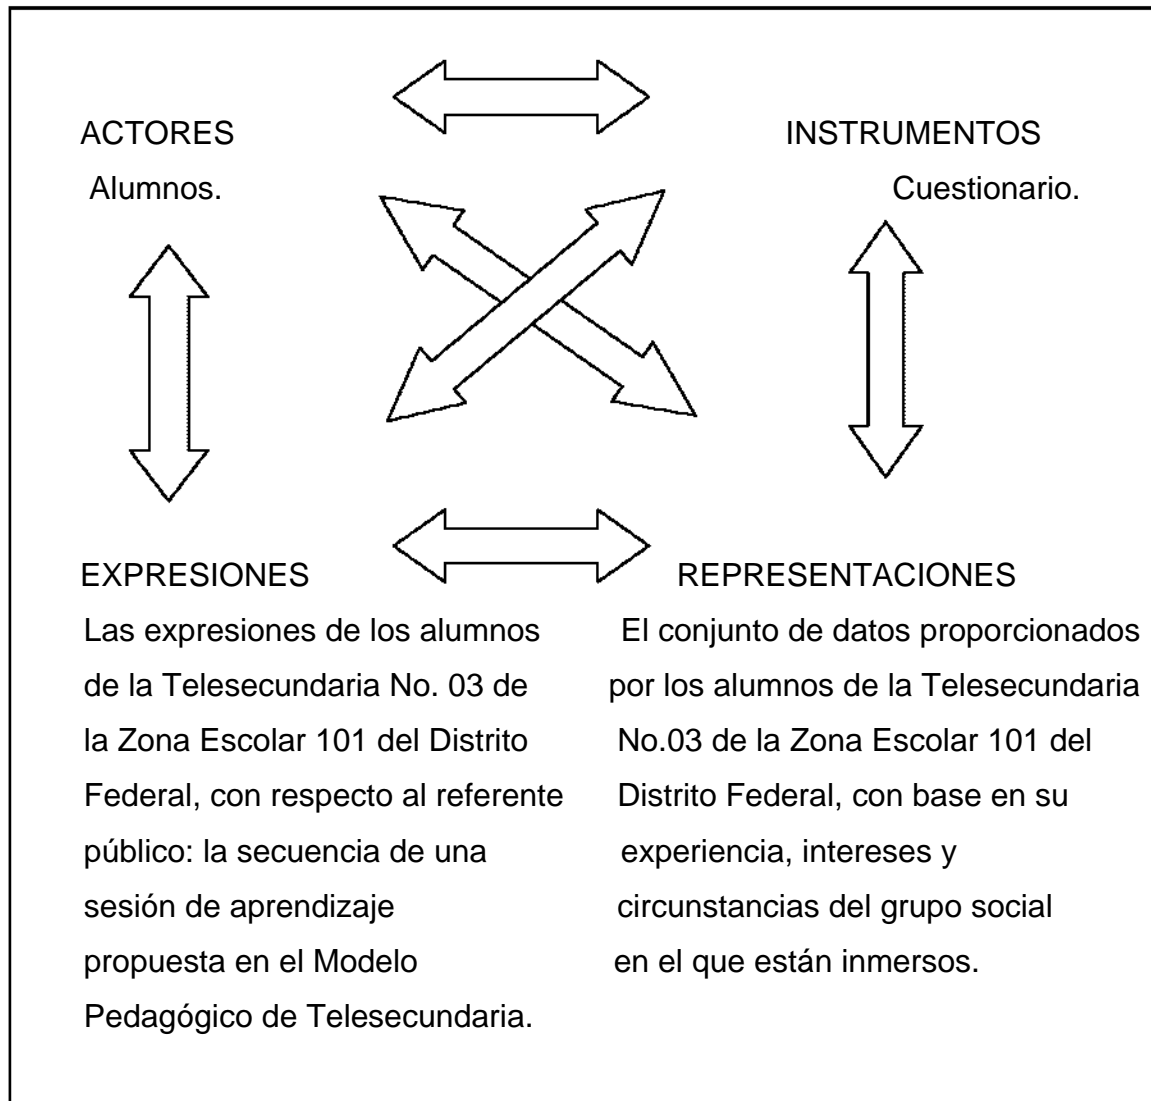 ACTORES
Alumnos.
INSTRUMENTOS
Cuestionario.
EXPRESIONES
Las expresiones de los alumnos
de la Telesecundaria No. 03 de
la Zona Escolar 101 del Distrito
Federal, con respecto al referente
público: la secuencia de una
sesión de aprendizaje
propuesta en el Modelo
Pedagógico de Telesecundaria.
REPRESENTACIONES
El conjunto de datos proporcionados
por los alumnos de la Telesecundaria
No.03 de la Zona Escolar 101 del
Distrito Federal, con base en su
experiencia, intereses y
circunstancias del grupo social
en el que están inmersos.